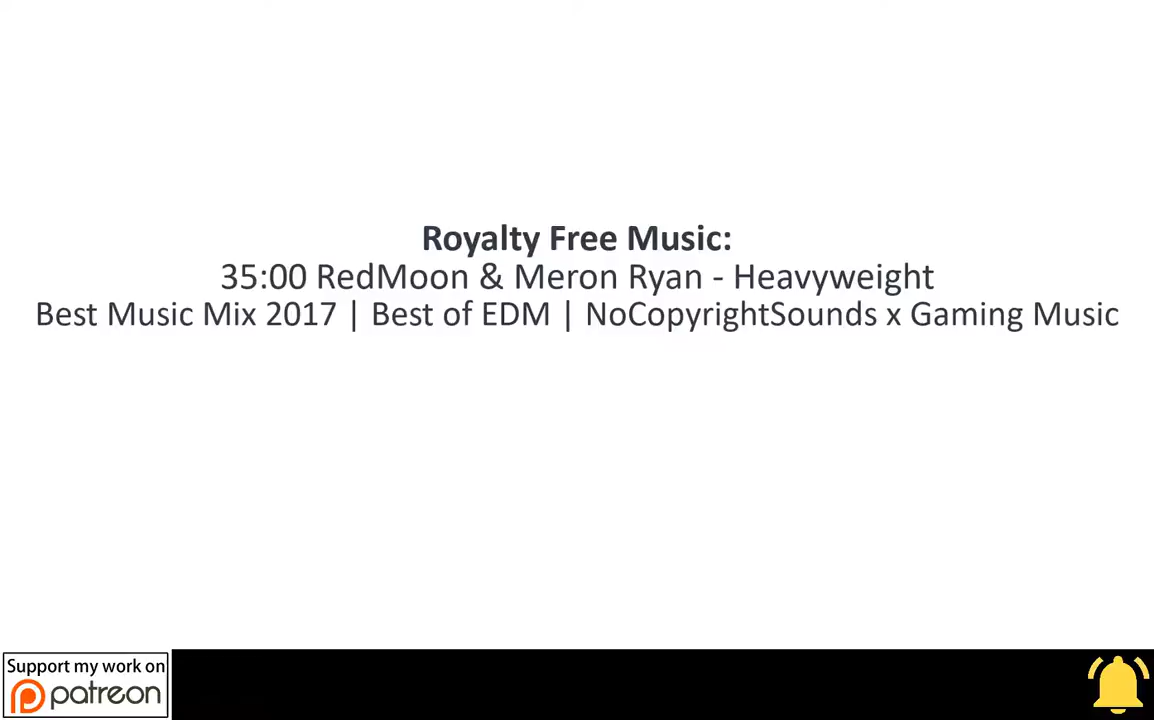 Royalty Free Music:
35:00 RedMoon & Meron Ryan - Heavyweight
Best Music Mix 2017 | Best of EDM | NoCopyrightSounds x Gaming Music
Support my work on
patreon